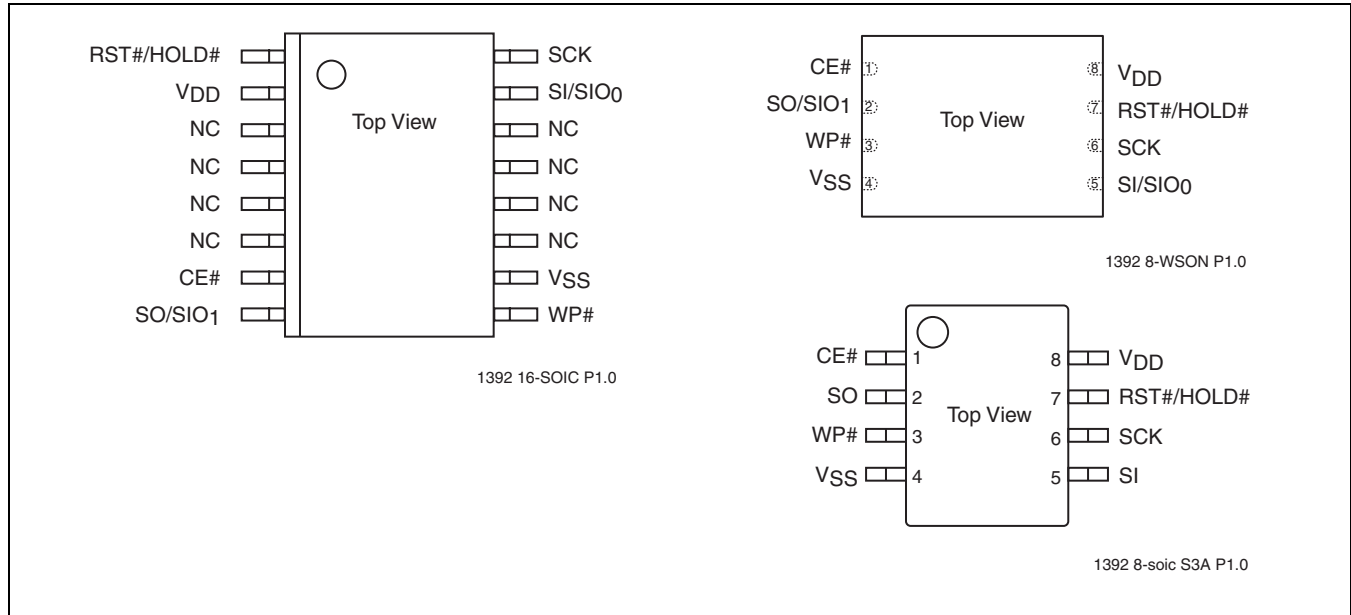 RST#/HOLD#
VDD
NC
NC
NC
NC
CE#
SO/SIO1
Top View
SCK
SI/SIO0
NC
NC
NC
NC
VSS
WP#
1392 16-SOIC P1.0
CE# 1
SO/SIO1 2
WP# 3
VSS 4
Top View
8 VDD
7 RST#/HOLD#
6 SCK
5 SI/SIO0
1392 8-WSON P1.0
CE# 1
SO 2
WP# 3
VSS 4
Top View
8 VDD
7 RST#/HOLD#
6 SCK
5 SI
1392 8-soic S3A P1.0